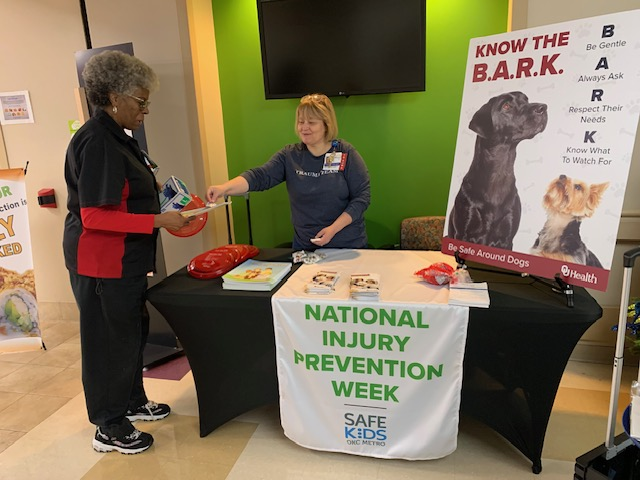 KNOW THE
B.A.R.K.
B
Be Gentle
A
Always Ask
R
Respect Their
Needs
K
Know What
To Watch For
Be Safe Around Dogs
OU Health
TRAUMA TEAM
NATIONAL
INJURY
PREVENTION
WEEK
SAFE
KIDS
OKC METRO